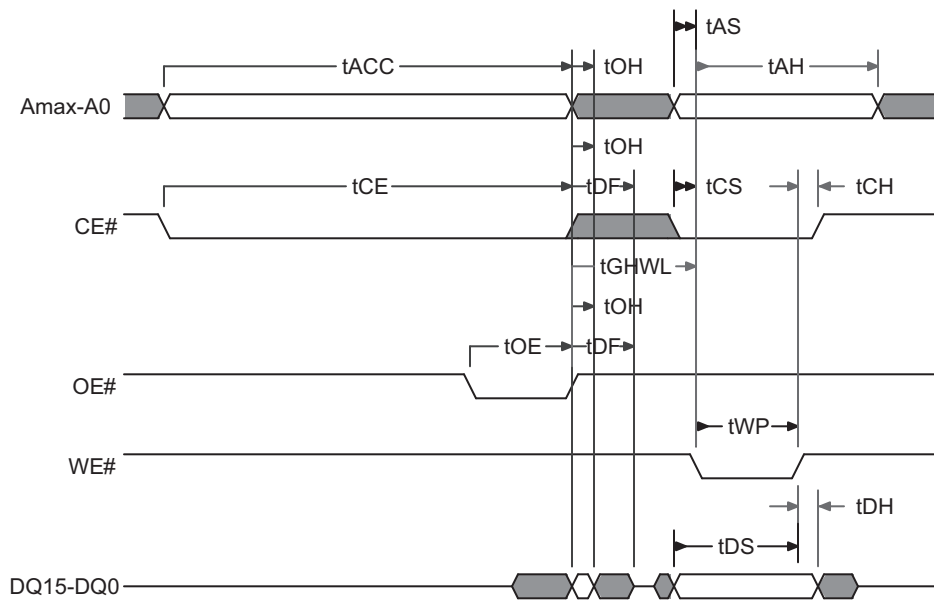 tAS
tACC tOH tAH
Amax-A0
tOH
tCE tDF tCS tCH
CE#
tGHWL
tOH
tOE tDF
OE#
tWP
WE#
tDH
tDS
DQ15-DQ0